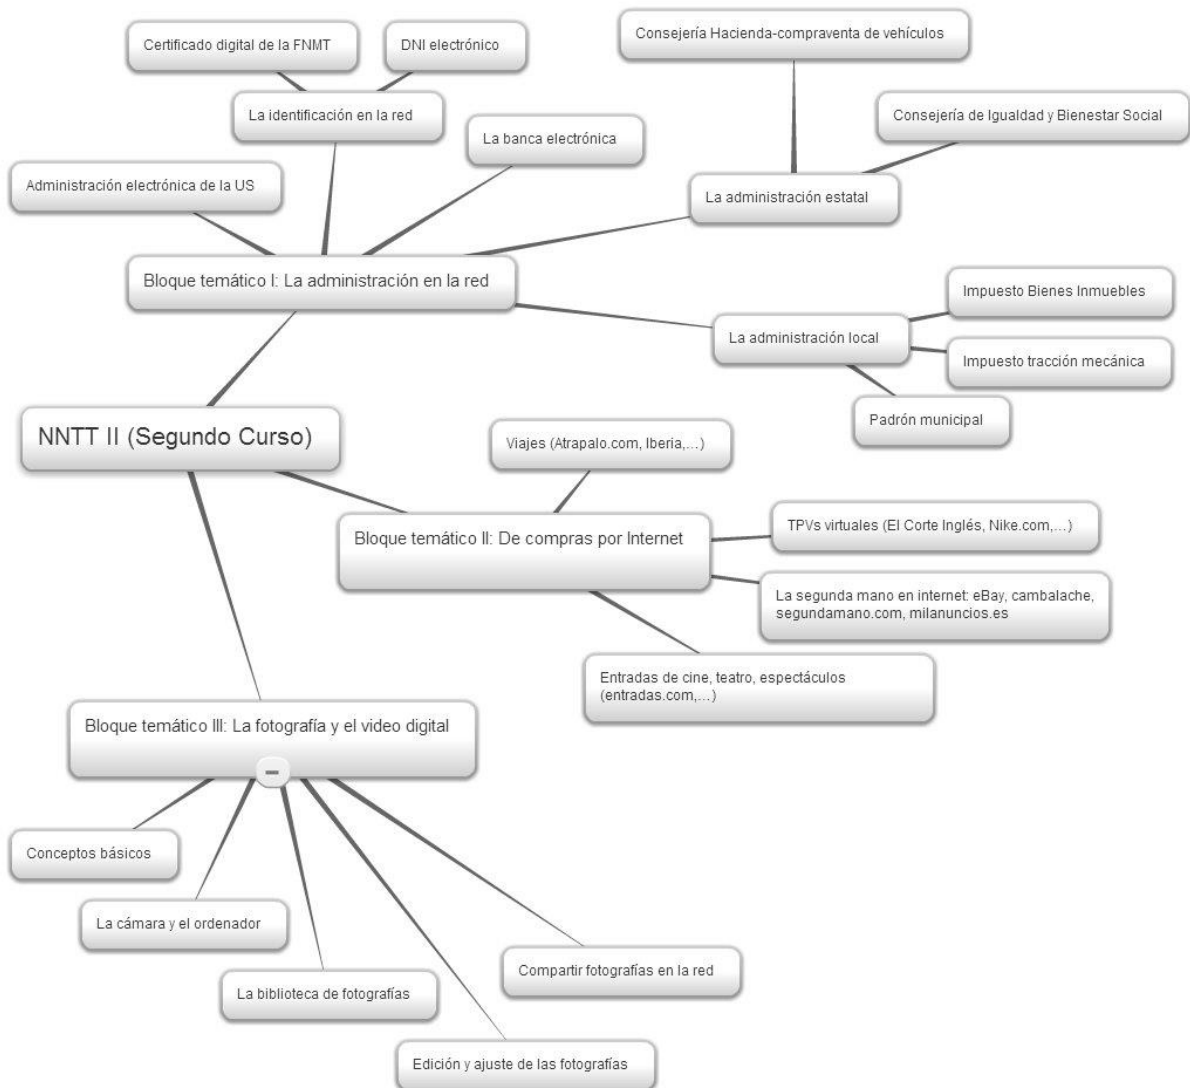 Certificado digital de la FNMT
DNI electrónico
Consejería Hacienda-compraventa de vehículos
La identificación en la red
Consejería de Igualdad y Bienestar Social
La banca electrónica
Administración electrónica de la US
La administración estatal
Bloque temático I: La administración en la red
Impuesto Bienes Inmuebles
La administración local
Impuesto tracción mecánica
Padrón municipal
NNTT II (Segundo Curso)
Viajes (Atrapalo.com, Iberia,...)
Bloque temático II: De compras por Internet
TPVs virtuales (El Corte Inglés, Nike.com,...)
La segunda mano en internet: eBay, cambalache,
segundamano.com, milanuncios.es
Entradas de cine, teatro, espectáculos
(entradas.com,...)
Bloque temático III: La fotografía y el video digital
Conceptos básicos
La cámara y el ordenador
La biblioteca de fotografías
Compartir fotografías en la red
Edición y ajuste de las fotografías